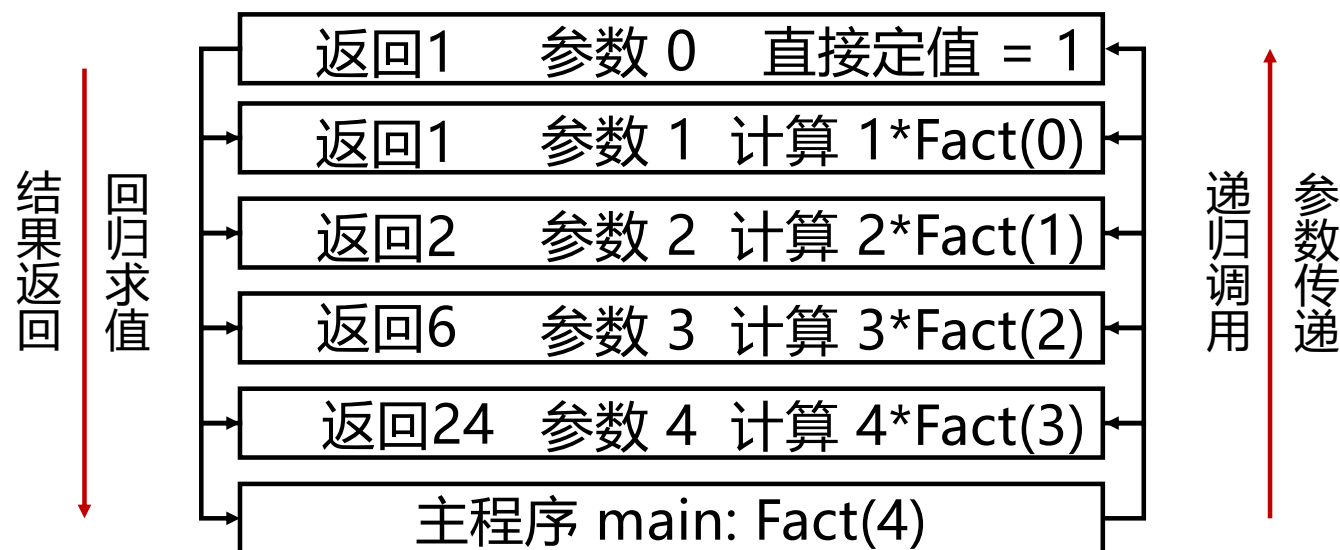 返回1 参数 0 直接定值 = 1
返回1 参数 1 计算 1*Fact(0)
返回2 参数 2 计算 2*Fact(1)
返回6 参数 3 计算 3*Fact(2)
返回24 参数 4 计算 4*Fact(3)
主程序 main: Fact(4)
结果返回
回归求值
递归调用
参数传递